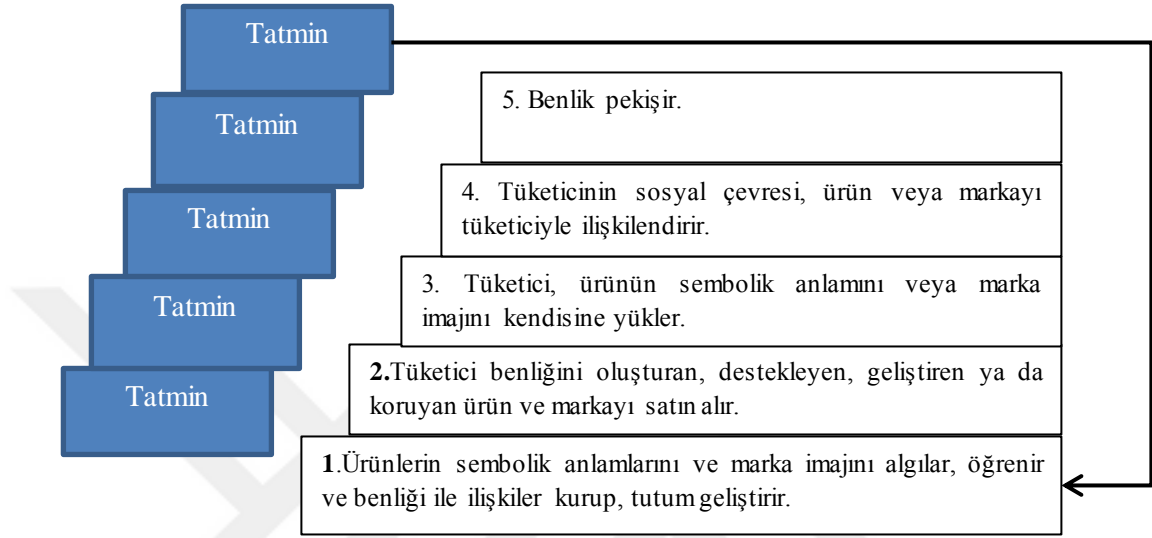 Tatmin
5. Benlik pekişir.
Tatmin
4. Tüketicinin sosyal çevresi, ürün veya markayı
tüketiciyle ilişkilendirir.
Tatmin
3. Tüketici, ürünün sembolik anlamını veya marka
imajını kendisine yükler.
Tatmin
2.Tüketici benliğini oluşturan, destekleyen, geliştiren ya da
koruyan ürün ve markayı satın alır.
Tatmin
1.Ürünlerin sembolik anlamlarını ve marka imajını algılar, öğrenir
ve benliği ile ilişkiler kurup, tutum geliştirir.